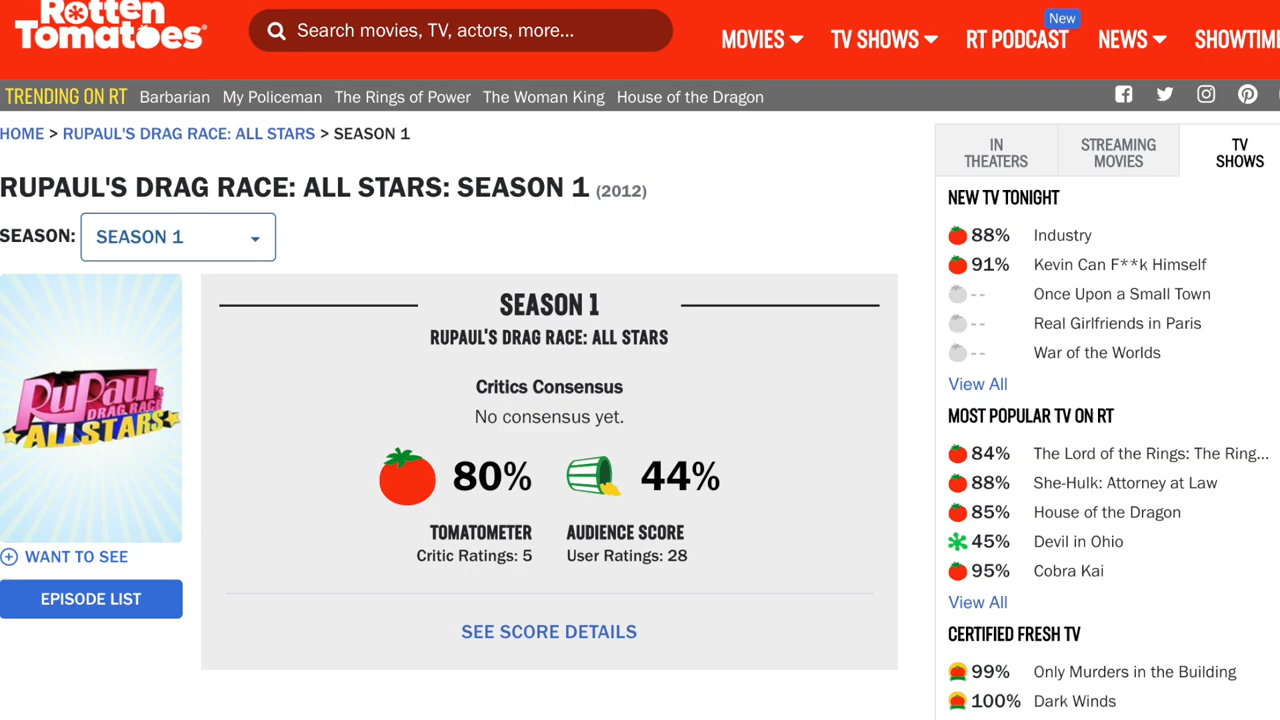 Rotten
Tomatoes®
Search movies, TV, actors, more...
MOVIES
TV SHOWS
New
RT PODCAST
NEWS
SHOWTIM
TRENDING ON RT Barbarian My Policeman The Rings of Power The Woman King House of the Dragon
HOME > RUPAUL'S DRAG RACE: ALL STARS > SEASON 1
RUPAUL'S DRAG RACE: ALL STARS: SEASON 1 (2012)
SEASON: SEASON 1
RuPaul's
DRAG RACE
ALL STARS
WANT TO SEE
EPISODE LIST
SEASON 1
RUPAUL'S DRAG RACE: ALL STARS
Critics Consensus
No consensus yet.
80% 44%
TOMATOMETER AUDIENCE SCORE
Critic Ratings: 5 User Ratings: 28
SEE SCORE DETAILS
IN THEATERS
STREAMING MOVIES
TV SHOWS
NEW TV TONIGHT
88% Industry
91% Kevin Can F**k Himself
-- Once Upon a Small Town
-- Real Girlfriends in Paris
-- War of the Worlds
View All
MOST POPULAR TV ON RT
84% The Lord of the Rings: The Ring...
88% She-Hulk: Attorney at Law
85% House of the Dragon
45% Devil in Ohio
95% Cobra Kai
View All
CERTIFIED FRESH TV
99% Only Murders in the Building
100% Dark Winds